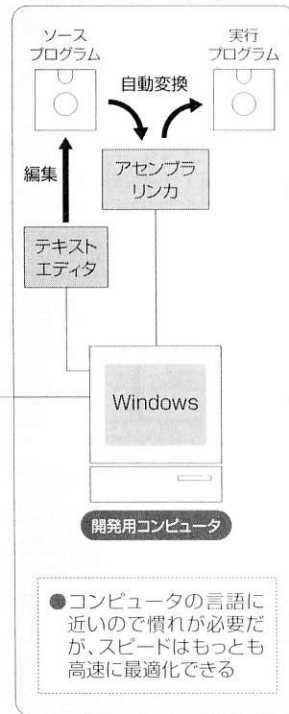 ソース
プログラム
実行
プログラム
自動変換
編集
アセンブラ
リンカ
テキスト
エディタ
Windows
開発用コンピュータ
●コンピュータの言語に
近いので慣れが必要だ
が、スピードはもっとも
高速に最適化できる